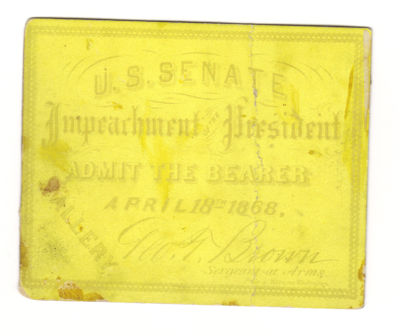 U.S. SENATE
Impeachment OF THE President
ADMIT THE BEARER
APRIL 18TH 1868.
GALLERY
Geo. T. Brown
Sergeant-at-Arms